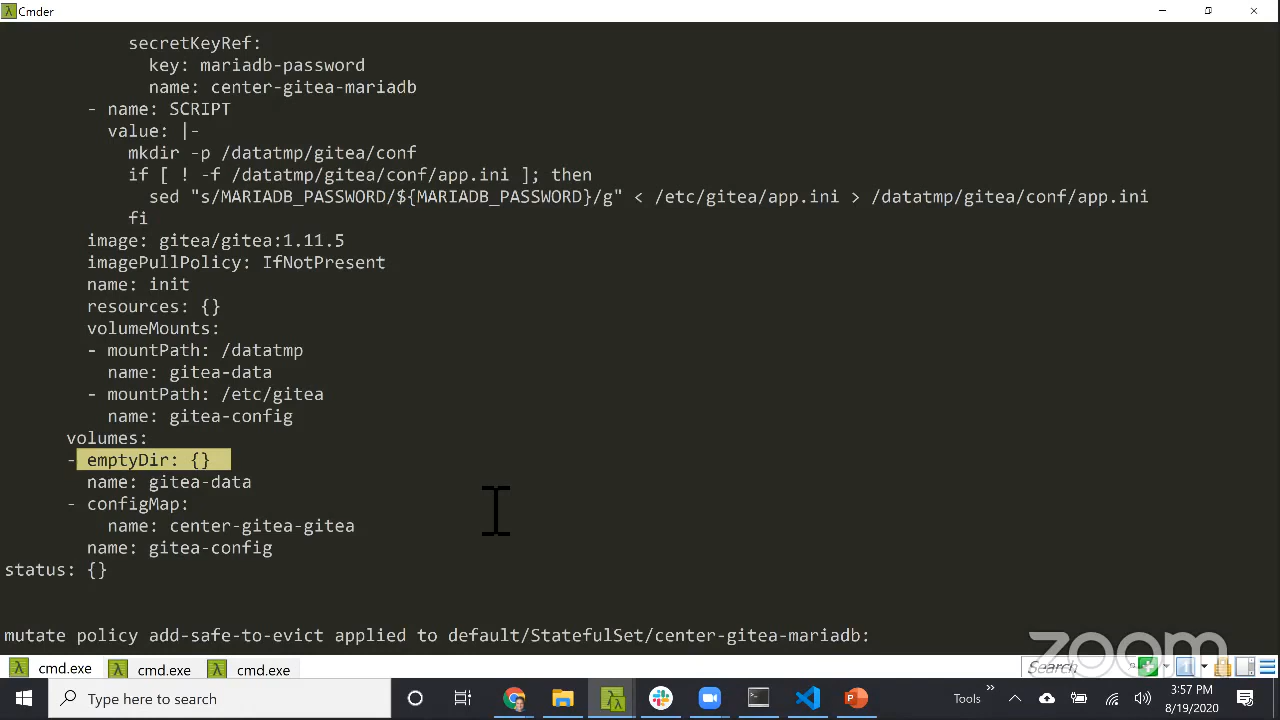 Cmder
secretKeyRef:
key: mariadb-password
name: center-gitea-mariadb
- name: SCRIPT
value: |-
mkdir -p /datatmp/gitea/conf
if [ ! -f /datatmp/gitea/conf/app.ini ]; then
sed "s/MARIADB_PASSWORD/${MARIADB_PASSWORD}/g" < /etc/gitea/app.ini > /datatmp/gitea/conf/app.ini
fi
image: gitea/gitea:1.11.5
imagePullPolicy: IfNotPresent
name: init
resources: {}
volumeMounts:
- mountPath: /datatmp
name: gitea-data
- mountPath: /etc/gitea
name: gitea-config
volumes:
- emptyDir: {}
name: gitea-data
- configMap:
name: center-gitea-gitea
name: gitea-config
status: {}
mutate policy add-safe-to-evict applied to default/StatefulSet/center-gitea-mariadb:
zoom
cmd.exe cmd.exe cmd.exe Search
Type here to search Tools 3:57 PM
8/19/2020